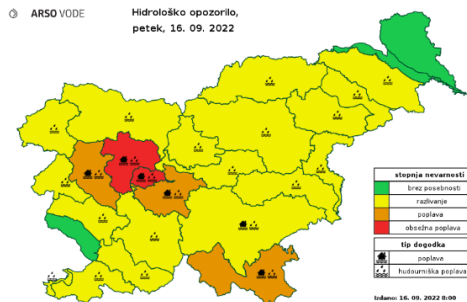 ARSO VODE
Hidrološko opozorilo,
petek, 16. 09. 2022
stopnja nevarnosti
brez posebnosti
razlivanje
poplava
obsežna poplava
tip dogodka
poplava
hudourniška poplava
Izdano: 16. 09. 2022 8:00